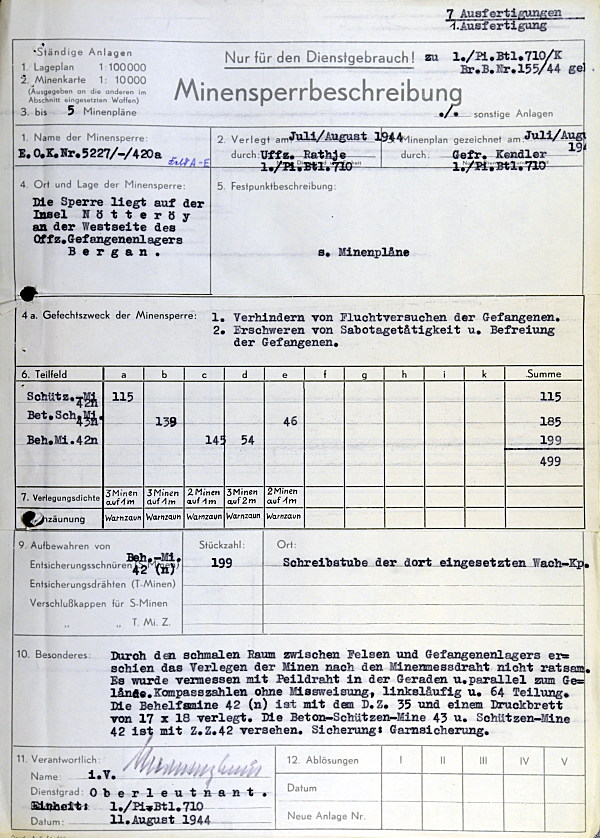 7 Ausfertigungen
1.Ausfertigung
Ständige Anlagen
1. Lageplan 1:100000
2. Minenkarte 1: 10000
(Ausgegeben an die anderen im
Abschnitt eingesetzten Waffen)
3. bis 5 Minenpläne
Nur für den Dienstgebrauch! zu 1./Pi.Btl.710/K
Br.B.Nr.155/44 ge
Minensperrbeschreibung
./. sonstige Anlagen
1. Name der Minensperre:
E.O.K.Nr.5227/-/420a
Feld A-E
2. Verlegt am Juli/August 1944
durch: Uffz. Rathje
1./Pi.Btl.710
3. Minenplan gezeichnet am: Juli/Aug
194
durch: Gefr. Kendler
1./Pi.Btl.710
4. Ort und Lage der Minensperre:
Die Sperre liegt auf der
Insel N ö t t e r ö y
an der Westseite des
Offz.Gefangenenlagers
B e r g a n .
5. Festpunktbeschreibung:
s. Minenpläne
4a. Gefechtszweck der Minensperre:
1. Verhindern von Fluchtversuchen der Gefangenen.
2. Erschweren von Sabotagetätigkeit u. Befreiung
der Gefangenen.
6. Teilfeld a b c d e f g h i k Summe
Schütz.-Mi 42n 115 115
Bet.Sch.Mi. 43n 139 46 185
Beh.Mi.42n 145 54 199
499
7. Verlegungsdichte 3 Minen auf 1m 3 Minen auf 1m 2 Minen auf 1m 3 Minen auf 2m 2 Minen auf 1m
zäunung Warnzaun Warnzaun Warnzaun Warnzaun Warnzaun
9. Aufbewahren von Stückzahl: Ort:
Entsicherungsschnüren (S-Minen) Beh.-Mi. 42 (n) 199 Schreibstube der dort eingesetzten Wach-Kp.
Entsicherungsdrähten (T-Minen)
Verschlußkappen für S-Minen
„ „ T. Mi. Z.
10. Besonderes:
Durch den schmalen Raum zwischen Felsen und Gefangenenlagers er=
schien das Verlegen der Minen nach den Minenmessdraht nicht ratsam.
Es wurde vermessen mit Peildraht in der Geraden u.parallel zum Ge=
lände.Kompasszahlen ohne Missweisung, linksläufig u. 64 Teilung.
Die Behelfsmine 42 (n) ist mit dem D.Z. 35 und einem Druckbrett
von 17 x 18 verlegt. Die Beton-Schützen-Mine 43 u. Schützen-Mine
42 ist mit Z.Z.42 versehen. Sicherung: Garnsicherung.
11. Verantwortlich:
Name: i.V.
Dienstgrad: O b e r l e u t n a n t .
Einheit: 1./Pi.Btl.710
Datum: 11.August 1944
12. Ablösungen I II III IV V
Datum
Neue Anlage Nr.